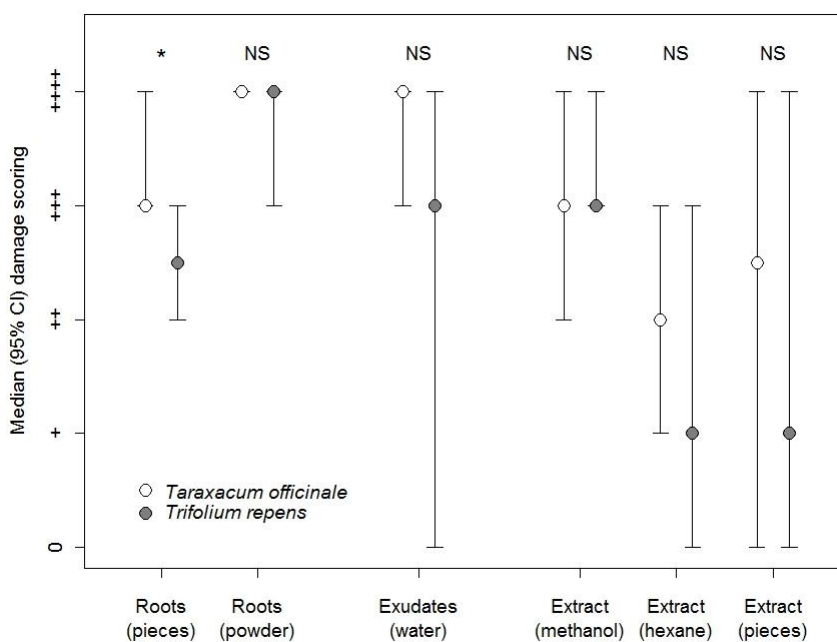 * NS NS NS NS NS
Median (95% CI) damage scoring
++++
+++
++
+
0
Taraxacum officinale
Trifolium repens
Roots (pieces)
Roots (powder)
Exudates (water)
Extract (methanol)
Extract (hexane)
Extract (pieces)